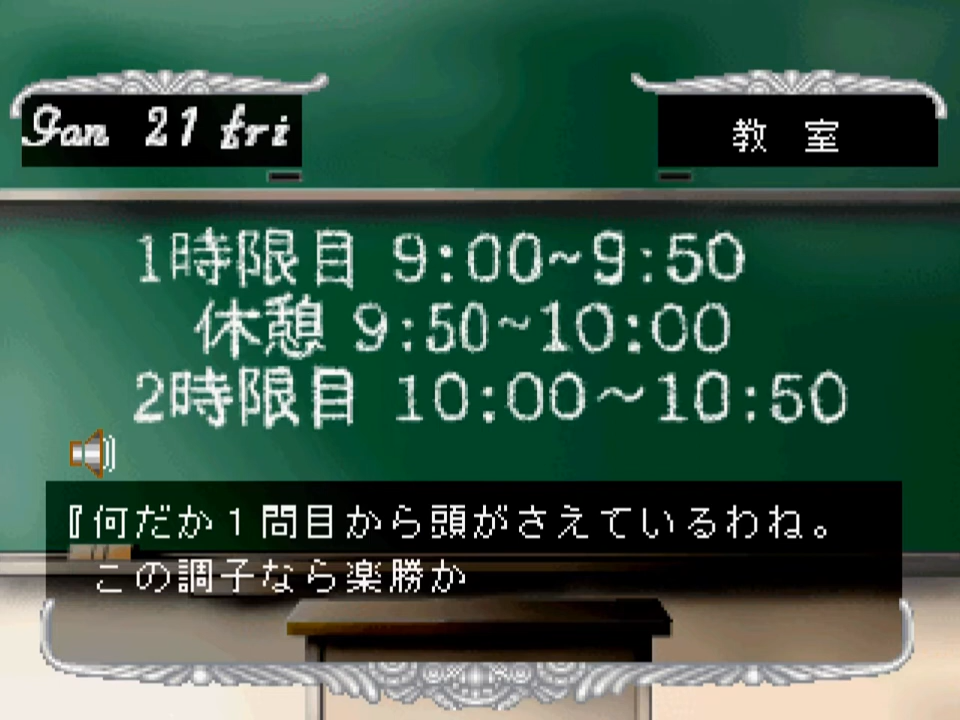 Jan 21 fri
教室
1時限目 9:00~9:50
休憩 9:50~10:00
2時限目 10:00～10:50
『何だか１問目から頭がさえているわね。
この調子なら楽勝か